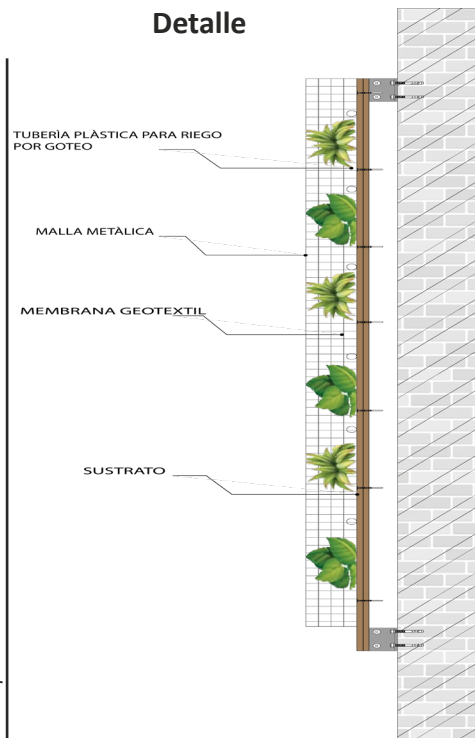 Detalle
TUBERÌA PLÀSTICA PARA RIEGO
POR GOTEO
MALLA METÀLICA
MEMBRANA GEOTEXTIL
SUSTRATO